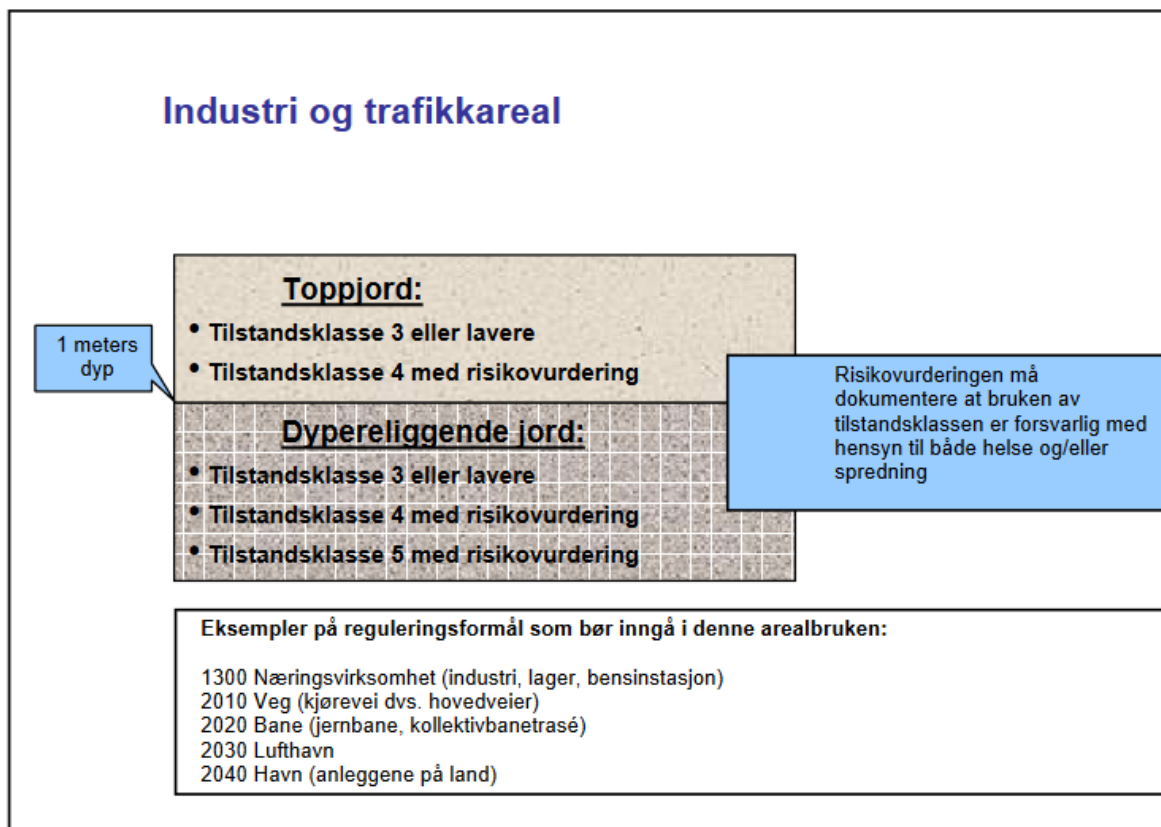 Industri og trafikkareal
Toppjord:
• Tilstandsklasse 3 eller lavere
• Tilstandsklasse 4 med risikovurdering
1 meters
dyp
Dypereliggende jord:
• Tilstandsklasse 3 eller lavere
• Tilstandsklasse 4 med risikovurdering
• Tilstandsklasse 5 med risikovurdering
Risikovurderingen må
dokumentere at bruken av
tilstandsklassen er forsvarlig med
hensyn til både helse og/eller
spredning
Eksempler på reguleringsformål som bør inngå i denne arealbruken:
1300 Næringsvirksomhet (industri, lager, bensinstasjon)
2010 Veg (kjørevei dvs. hovedveier)
2020 Bane (jernbane, kollektivbanetrasé)
2030 Lufthavn
2040 Havn (anleggene på land)